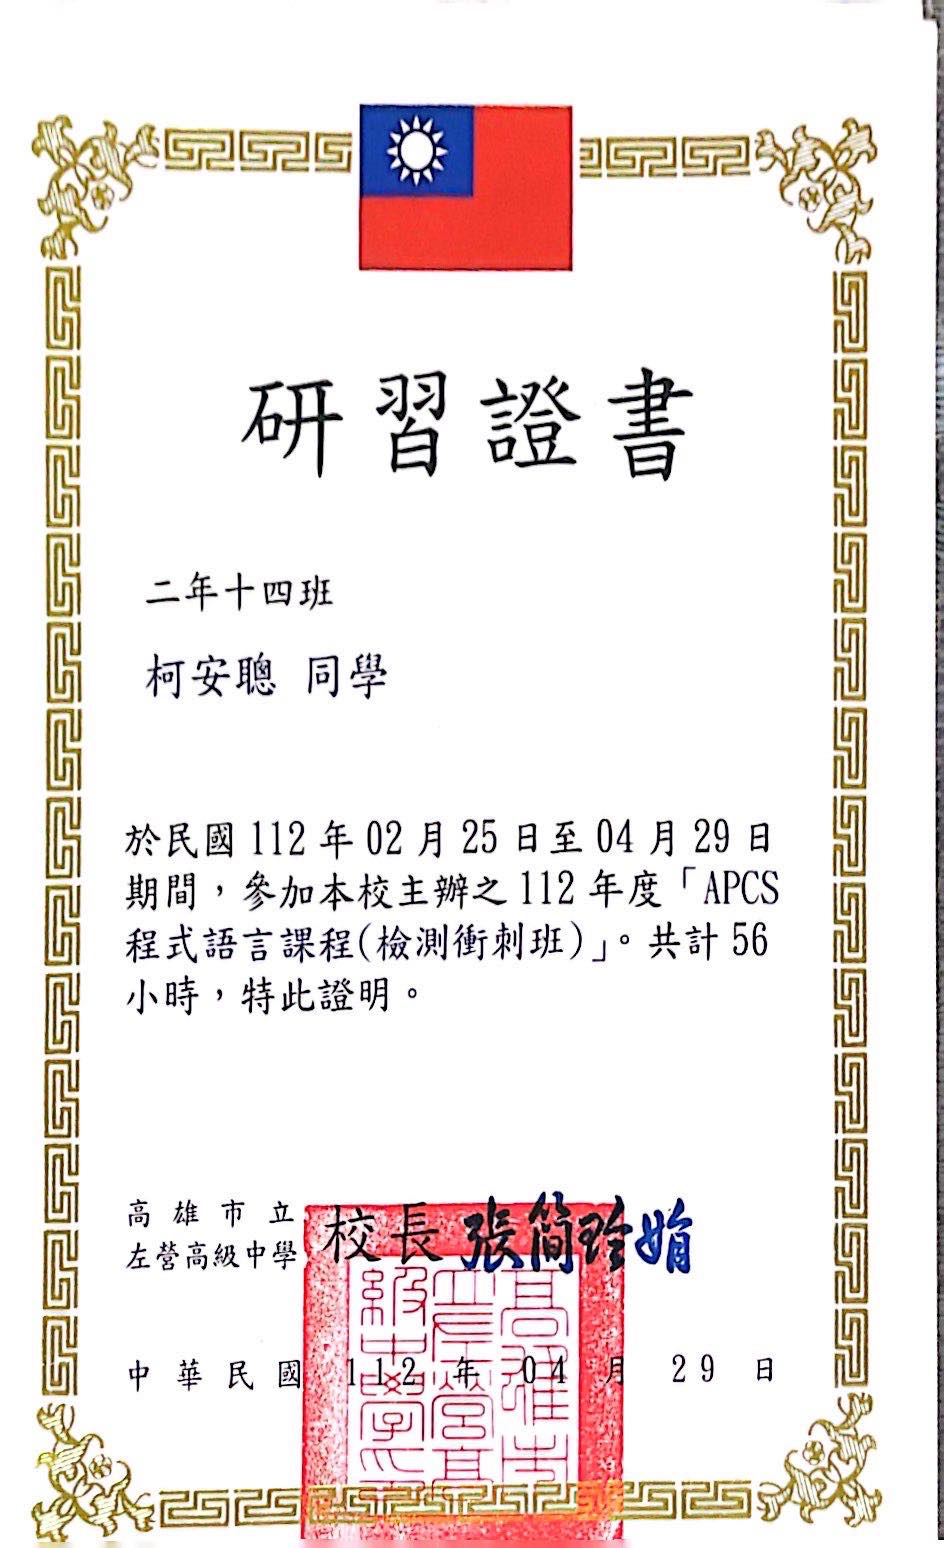 研習證書
二年十四班
柯安聰 同學
於民國 112 年 02 月 25 日至 04 月 29 日
期間，參加本校主辦之 112 年度「APCS
程式語言課程(檢測衝刺班)」。共計 56
小時，特此證明。
高雄市立
左營高級中學
校長 張簡玲娟
中華民國 112 年 04 月 29 日
高雄市
左營高
級中學印